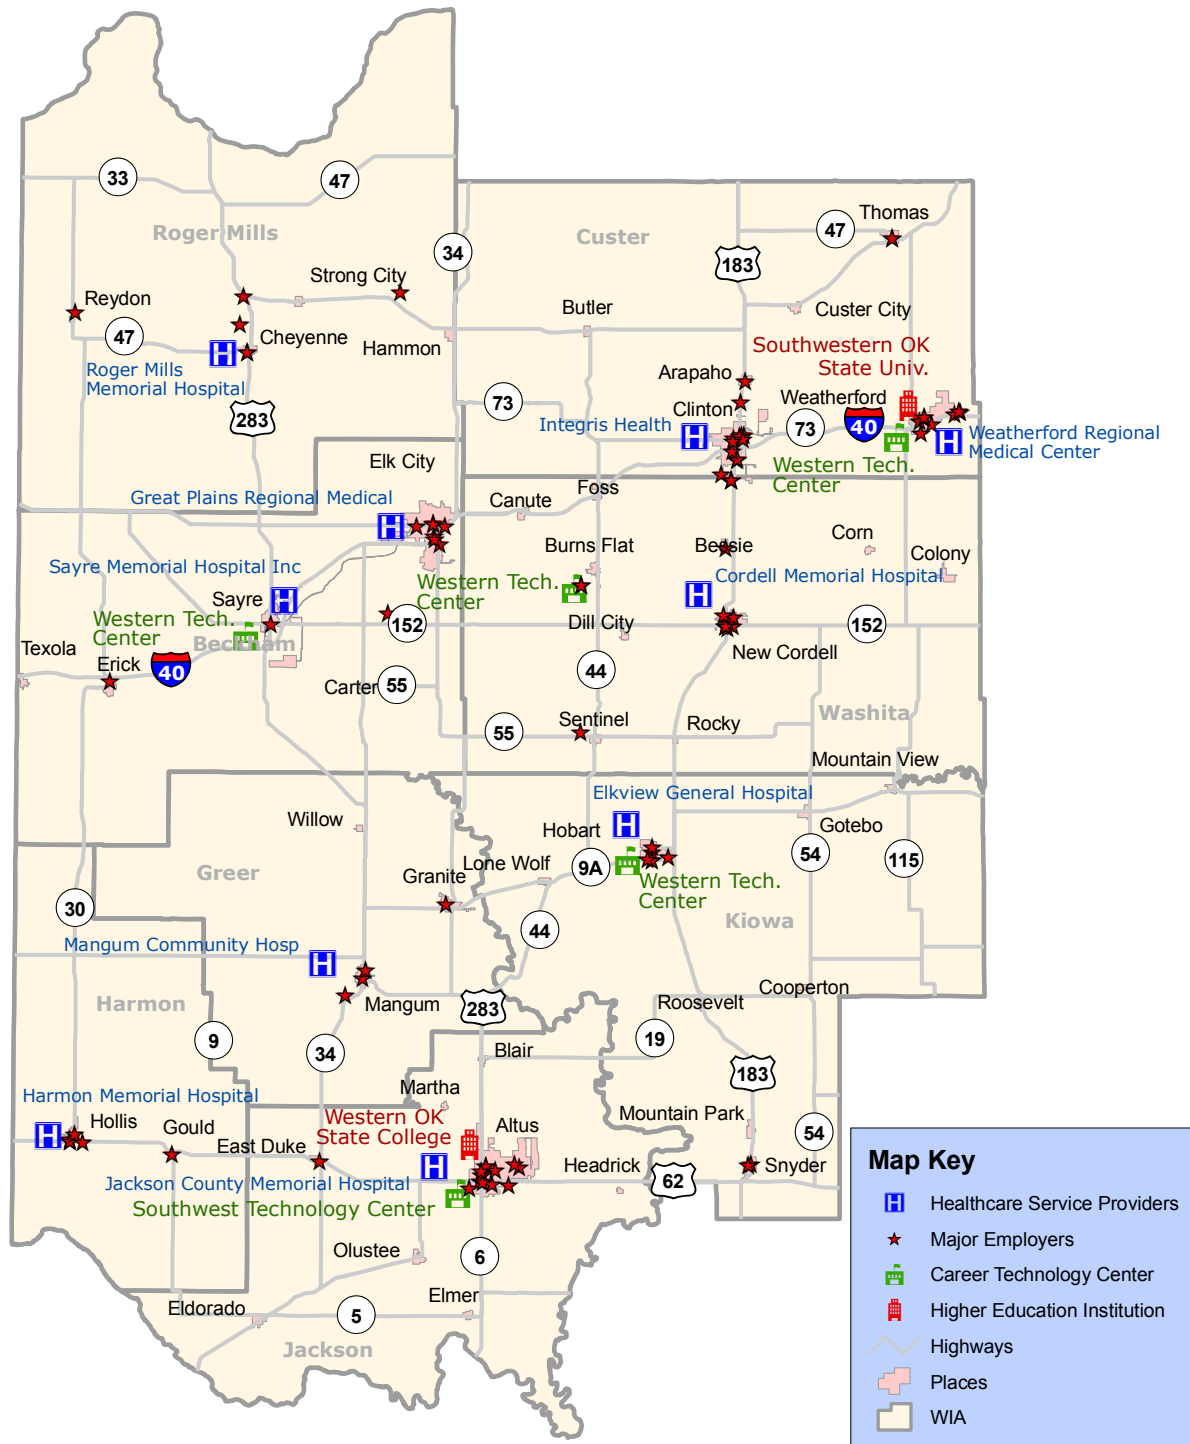 33
47
Roger Mills
Custer
Thomas
47
34
183
Strong City
Reydon
Butler
Custer City
47
Cheyenne
Hammon
Southwestern OK
State Univ.
Roger Mills
Memorial Hospital
Arapaho
283
73
Clinton
Weatherford
Integris Health
73
40
Weatherford Regional
Medical Center
Elk City
Western Tech.
Center
Great Plains Regional Medical
Canute
Foss
Burns Flat
Bessie
Corn
Colony
Sayre Memorial Hospital Inc
Western Tech.
Center
Cordell Memorial Hospital
Sayre
Western Tech.
Center
152
Dill City
152
Beckham
Texola
Erick
40
New Cordell
Carter
55
44
Washita
55
Sentinel
Rocky
Mountain View
Elkview General Hospital
Willow
Hobart
Gotebo
Greer
Lone Wolf
9A
54
115
Granite
Western Tech.
Center
30
44
Kiowa
Mangum Community Hosp
Harmon
Mangum
283
Cooperton
Roosevelt
9
34
19
Blair
183
Harmon Memorial Hospital
Martha
Hollis
Gould
East Duke
Western OK
State College
Altus
Mountain Park
54
Jackson County Memorial Hospital
Headrick
62
Snyder
Southwest Technology Center
Olustee
6
Eldorado
5
Elmer
Jackson
Map Key
H Healthcare Service Providers
Major Employers
Career Technology Center
Higher Education Institution
Highways
Places
WIA